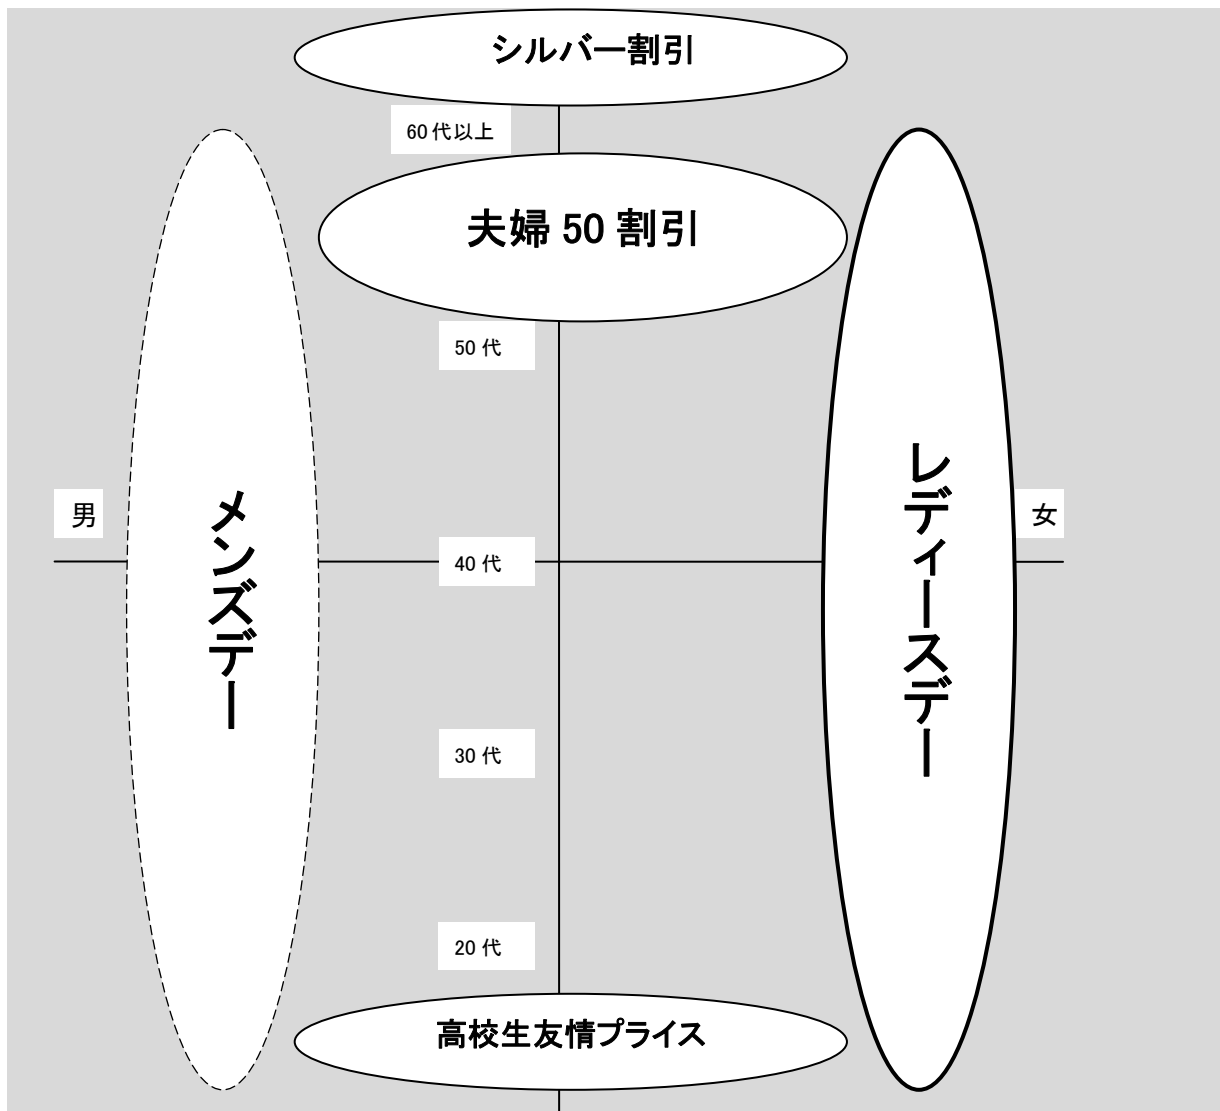 シルバー割引
60代以上
夫婦50割引
50代
男
メンズデー
40代
レディースデー
女
30代
20代
高校生友情プライス